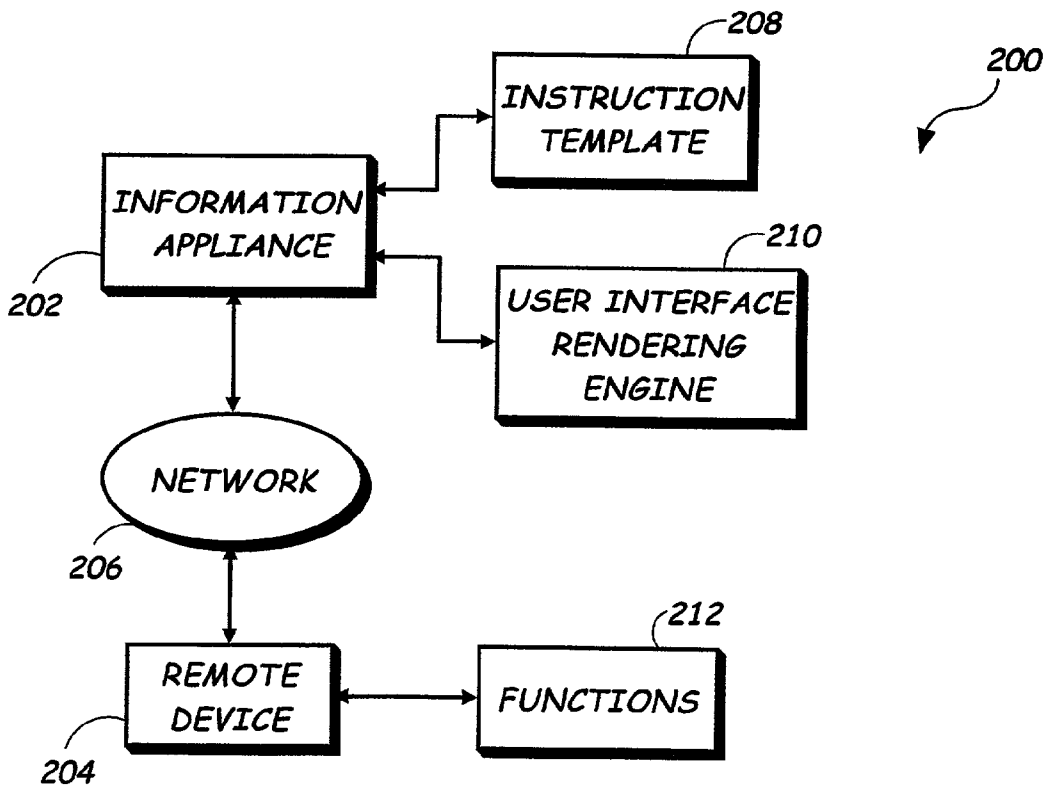 208
200
INSTRUCTION
TEMPLATE
INFORMATION
APPLIANCE
210
202
USER INTERFACE
RENDERING
ENGINE
NETWORK
206
212
REMOTE
DEVICE
FUNCTIONS
204